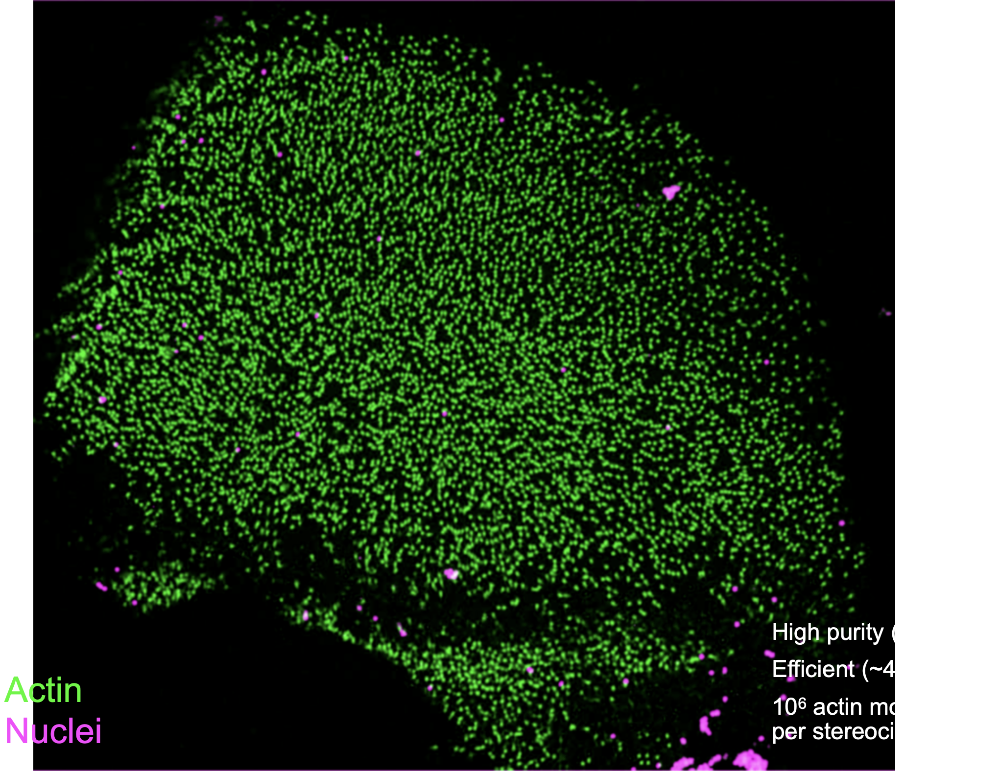 High purity (
Efficient (~4
10⁶ actin mo
per stereoci
Actin
Nuclei